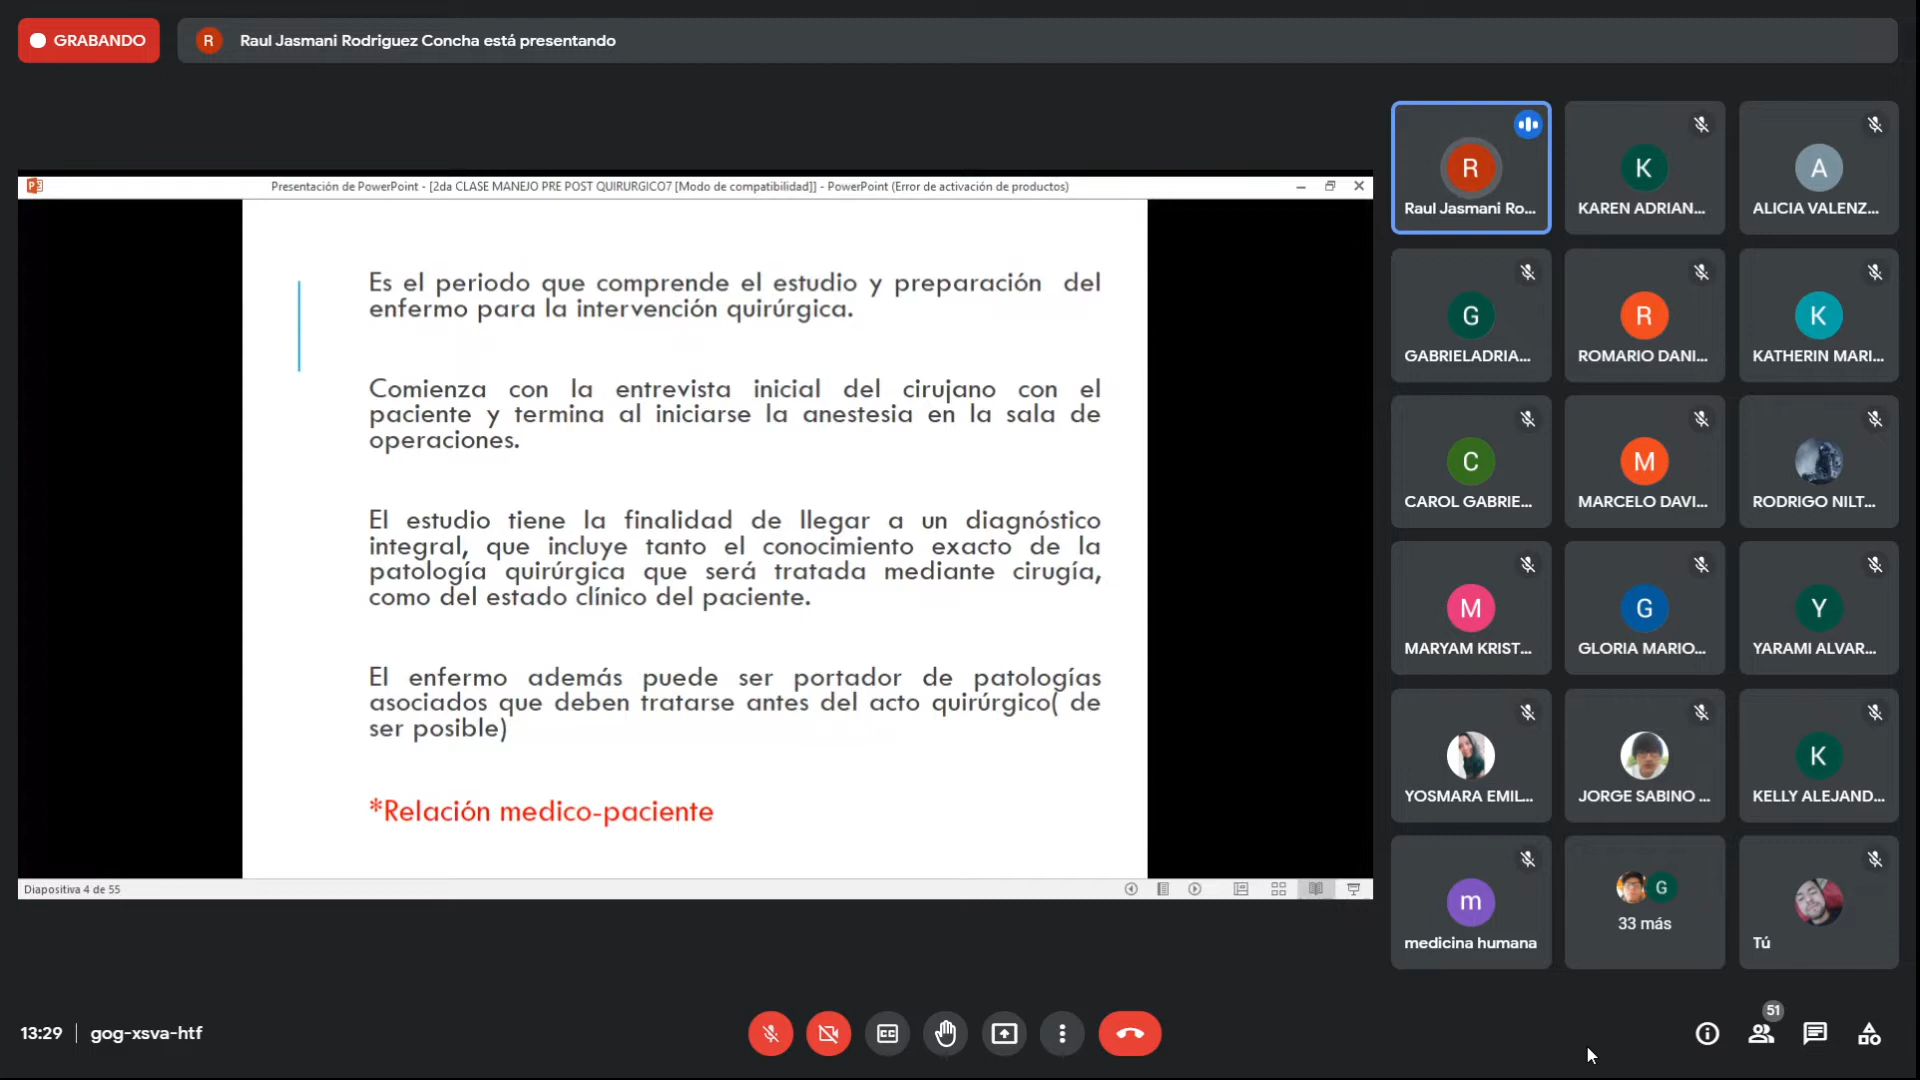 GRABANDO
R
Raul Jasmani Rodriguez Concha está presentando
Presentación de PowerPoint - [2da CLASE MANEJO PRE POST QUIRURGICO7 [Modo de compatibilidad]] - PowerPoint (Error de activación de productos)
Es el periodo que comprende el estudio y preparación del
enfermo para la intervención quirúrgica.
Comienza con la entrevista inicial del cirujano con el
paciente y termina al iniciarse la anestesia en la sala de
operaciones.
El estudio tiene la finalidad de llegar a un diagnóstico
integral, que incluye tanto el conocimiento exacto de la
patología quirúrgica que será tratada mediante cirugía,
como del estado clínico del paciente.
El enfermo además puede ser portador de patologías
asociados que deben tratarse antes del acto quirúrgico( de
ser posible)
*Relación medico-paciente
Diapositiva 4 de 55
R
Raul Jasmani Ro...
K
KAREN ADRIAN...
A
ALICIA VALENZ...
G
GABRIELADRIA...
R
ROMARIO DANI...
K
KATHERIN MARI...
C
CAROL GABRIE...
M
MARCELO DAVI...
RODRIGO NILT...
M
MARYAM KRIST...
G
GLORIA MARIO...
Y
YARAMI ALVAR...
YOSMARA EMIL...
JORGE SABINO ...
K
KELLY ALEJAND...
m
medicina humana
G
33 más
Tú
13:29
gog-xsva-htf
CC
51